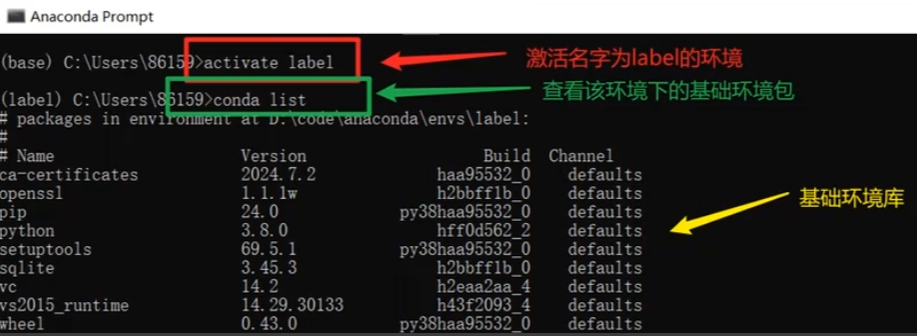 Anaconda Prompt
(base) C:\Users\86159>activate label
激活名字为label的环境
(label) C:\Users\86159>conda list
查看该环境下的基础环境包
# packages in environment at D:\code\anaconda\envs\label:
#
# Name Version Build Channel
ca-certificates 2024.7.2 haa95532_0 defaults
openssl 1.1.1w h2bbff1b_0 defaults
基础环境库
pip 24.0 py38haa95532_0 defaults
python 3.8.0 hff0d562_2 defaults
setuptools 69.5.1 py38haa95532_0 defaults
sqlite 3.45.3 h2bbff1b_0 defaults
vc 14.2 h2eaa2aa_4 defaults
vs2015_runtime 14.29.30133 h43f2093_4 defaults
wheel 0.43.0 py38haa95532_0 defaults